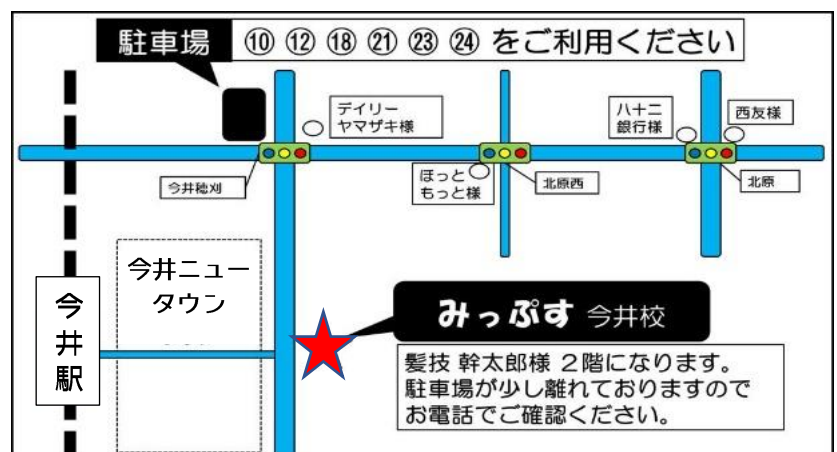 駐車場 ⑩ ⑫ ⑱ ㉑ ㉓ ㉔ をご利用ください
デイリー
ヤマザキ様
八十二
銀行様
西友様
今井穂刈
ほっと
もっと様
北原西
北原
今井ニュー
タウン
今井駅
みっぷす 今井校
髪技 幹太郎様 2階になります。
駐車場が少し離れておりますので
お電話でご確認ください。